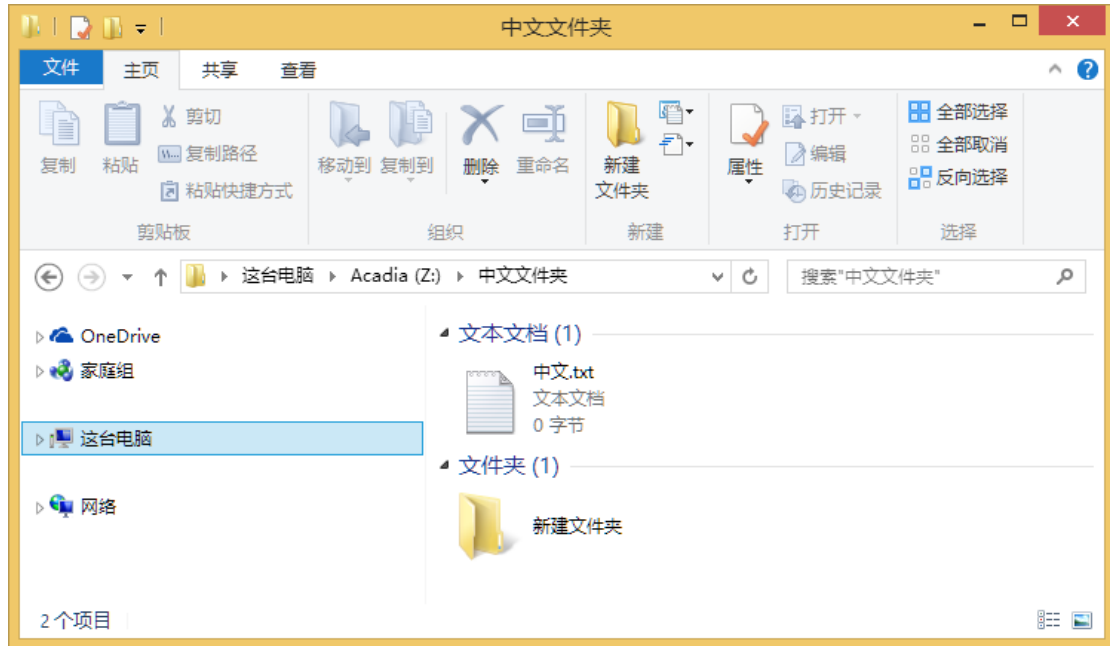 中文文件夹
文件 主页 共享 查看
复制
粘贴
剪切
复制路径
粘贴快捷方式
剪贴板
移动到
复制到
删除
重命名
组织
新建
文件夹
新建
属性
打开
编辑
历史记录
打开
全部选择
全部取消
反向选择
选择
这台电脑 Acadia (Z:) 中文文件夹
搜索"中文文件夹"
OneDrive
家庭组
这台电脑
网络
文本文档 (1)
中文.txt
文本文档
0 字节
文件夹 (1)
新建文件夹
2 个项目